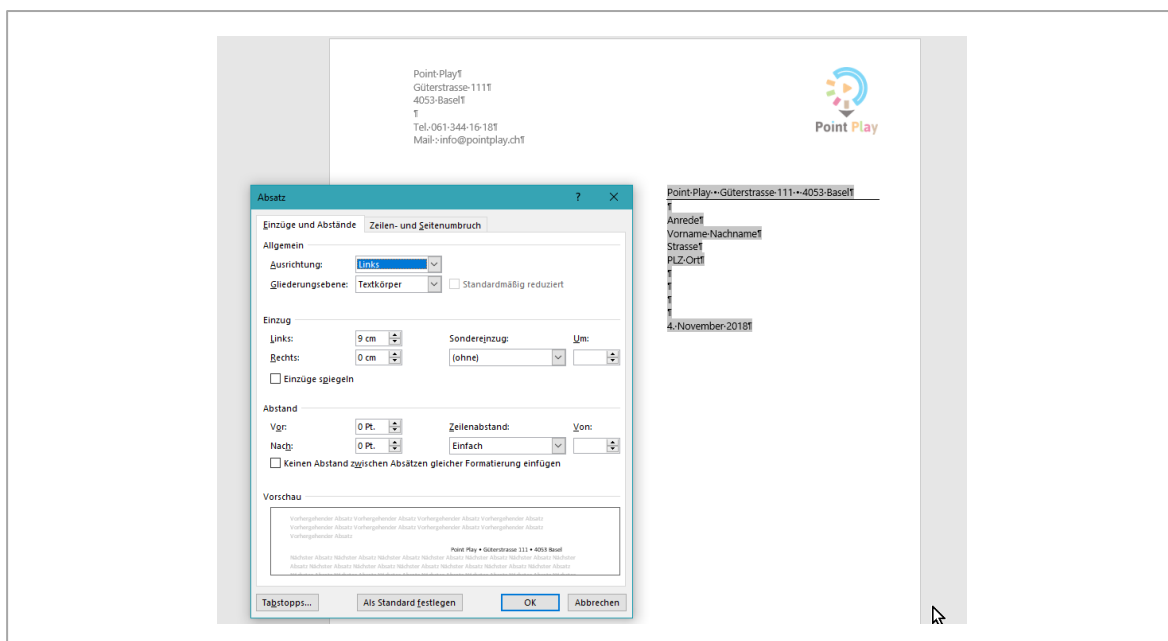 Point·Play¶
Güterstrasse·111¶
4053·Basel¶
¶
Tel.·061·344·16·18¶
Mail·:·info@pointplay.ch¶
Point Play
Point·Play·•·Güterstrasse·111·•·4053·Basel¶
¶
Anrede¶
Vorname·Nachname¶
Strasse¶
PLZ·Ort¶
¶
¶
¶
¶
4.·November·2018¶
Absatz ? ×
Einzüge und Abstände Zeilen- und Seitenumbruch
Allgemein
Ausrichtung: Links
Gliederungsebene: Textkörper Standardmäßig reduziert
Einzug
Links: 9 cm Sondereinzug: Um:
Rechts: 0 cm (ohne)
Einzüge spiegeln
Abstand
Vor: 0 Pt. Zeilenabstand: Von:
Nach: 0 Pt. Einfach
Keinen Abstand zwischen Absätzen gleicher Formatierung einfügen
Vorschau
Vorhergehender Absatz Vorhergehender Absatz Vorhergehender Absatz Vorhergehender Absatz
Vorhergehender Absatz Vorhergehender Absatz Vorhergehender Absatz Vorhergehender Absatz
Vorhergehender Absatz
Point Play • Güterstrasse 111 • 4053 Basel
Nächster Absatz Nächster Absatz Nächster Absatz Nächster Absatz Nächster Absatz Nächster Absatz Nächster
Absatz Nächster Absatz Nächster Absatz Nächster Absatz Nächster Absatz Nächster Absatz Nächster Absatz
Tabstopps... Als Standard festlegen OK Abbrechen